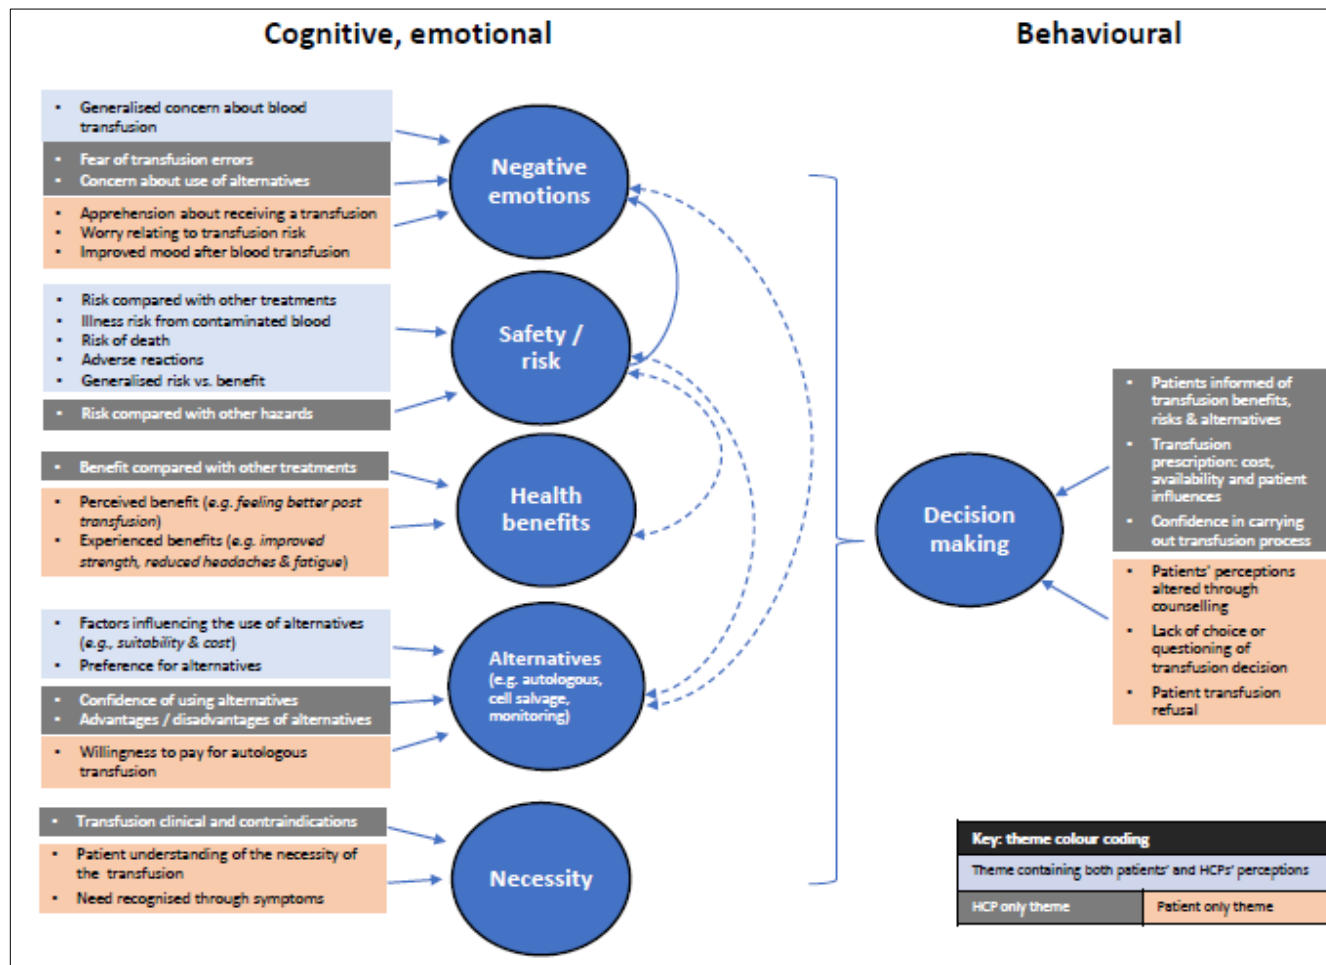 Cognitive, emotional
Behavioural
• Generalised concern about blood
transfusion
• Fear of transfusion errors
• Concern about use of alternatives
• Apprehension about receiving a transfusion
• Worry relating to transfusion risk
• Improved mood after blood transfusion
Negative
emotions
• Risk compared with other treatments
• Illness risk from contaminated blood
• Risk of death
• Adverse reactions
• Generalised risk vs. benefit
• Risk compared with other hazards
Safety /
risk
• Benefit compared with other treatments
• Perceived benefit (e.g. feeling better post
transfusion)
• Experienced benefits (e.g. improved
strength, reduced headaches & fatigue)
Health
benefits
• Factors influencing the use of alternatives
(e.g., suitability & cost)
• Preference for alternatives
• Confidence of using alternatives
• Advantages / disadvantages of alternatives
• Willingness to pay for autologous
transfusion
Alternatives
(e.g. autologous,
cell salvage,
monitoring)
• Transfusion clinical and contraindications
• Patient understanding of the necessity of
the transfusion
• Need recognised through symptoms
Necessity
Decision
making
• Patients informed of
transfusion benefits,
risks & alternatives
• Transfusion
prescription: cost,
availability and patient
influences
• Confidence in carrying
out transfusion process
• Patients' perceptions
altered through
counselling
• Lack of choice or
questioning of
transfusion decision
• Patient transfusion
refusal
Key: theme colour coding
Theme containing both patients' and HCPs' perceptions
HCP only theme
Patient only theme